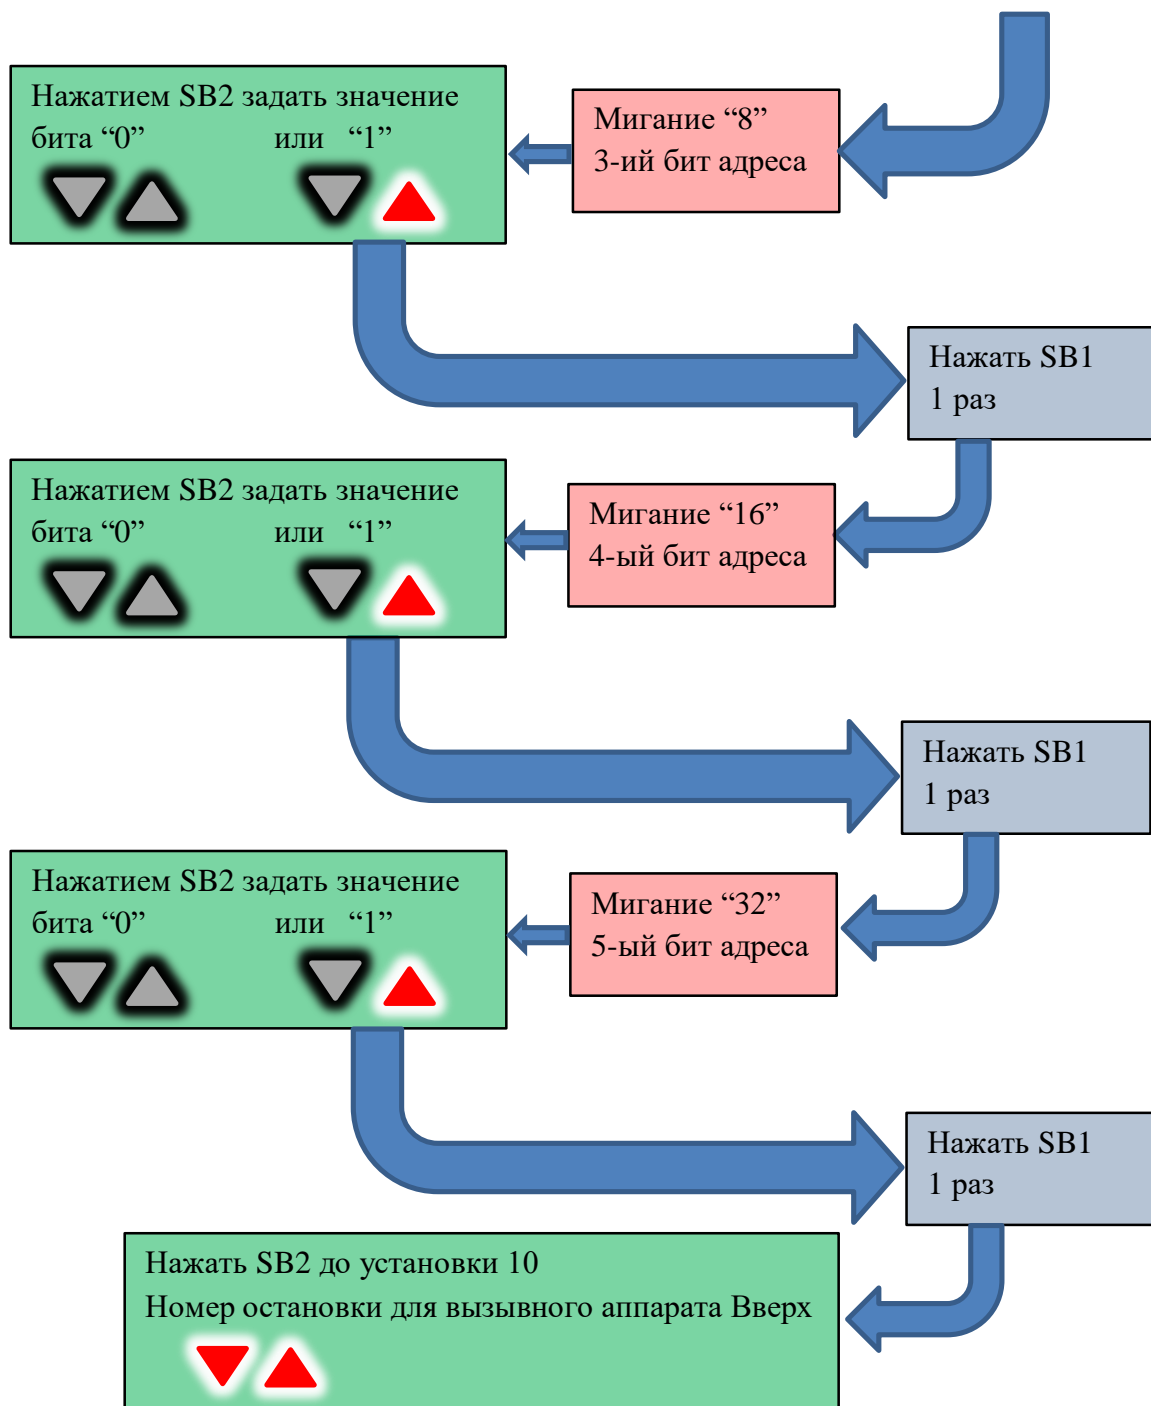 Нажатием SB2 задать значение
бита “0” или “1”
Мигание “8”
3-ий бит адреса
Нажать SB1
1 раз
Нажатием SB2 задать значение
бита “0” или “1”
Мигание “16”
4-ый бит адреса
Нажать SB1
1 раз
Нажатием SB2 задать значение
бита “0” или “1”
Мигание “32”
5-ый бит адреса
Нажать SB1
1 раз
Нажать SB2 до установки 10
Номер остановки для вызывного аппарата Вверх